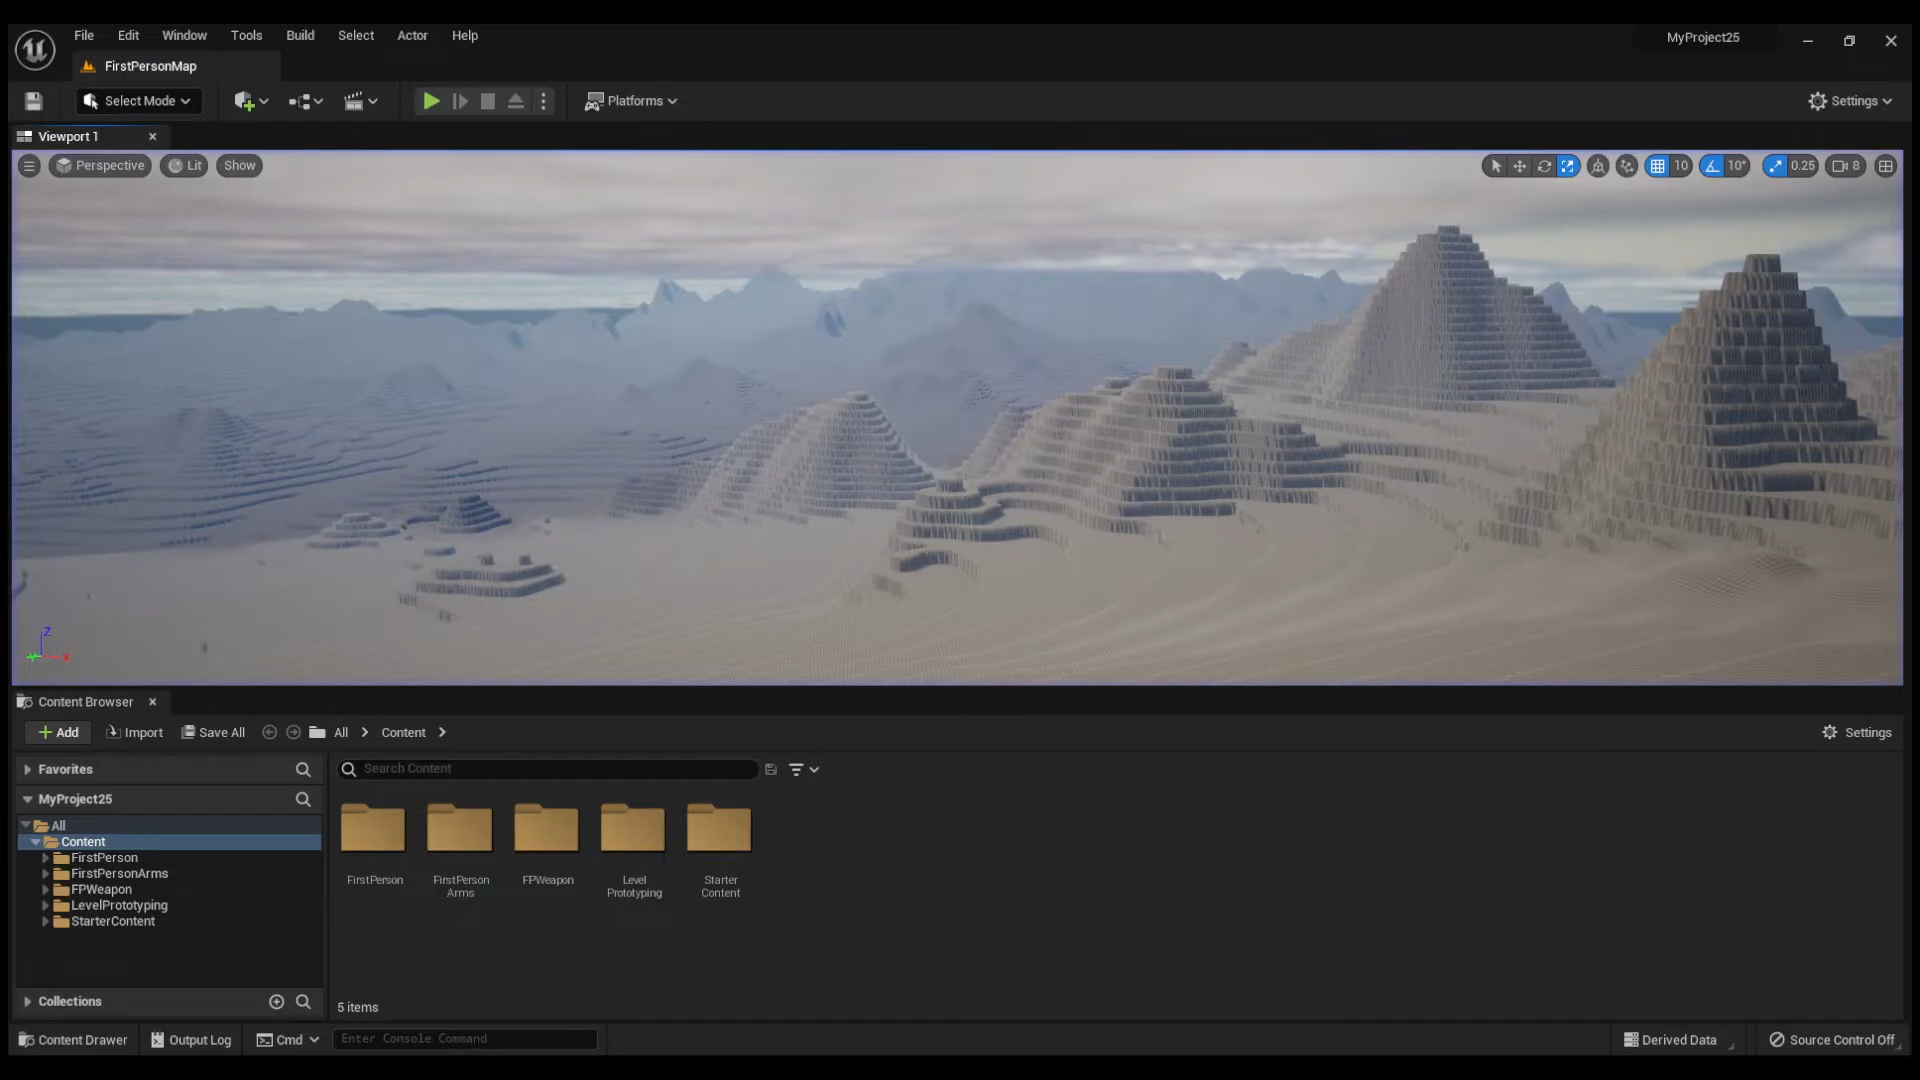 File Edit Window Tools Build Select Actor Help
MyProject25
FirstPersonMap
Select Mode
Platforms
Settings
Viewport 1
Perspective Lit Show
10 10° 0.25 8
Z
Y X
Content Browser
Add Import Save All All Content
Settings
Favorites
Search Content
MyProject25
All
Content
FirstPerson
FirstPersonArms
FPWeapon
LevelPrototyping
StarterContent
FirstPerson
FirstPerson
Arms
FPWeapon
Level
Prototyping
Starter
Content
Collections
5 items
Content Drawer Output Log Cmd Enter Console Command
Derived Data Source Control Off